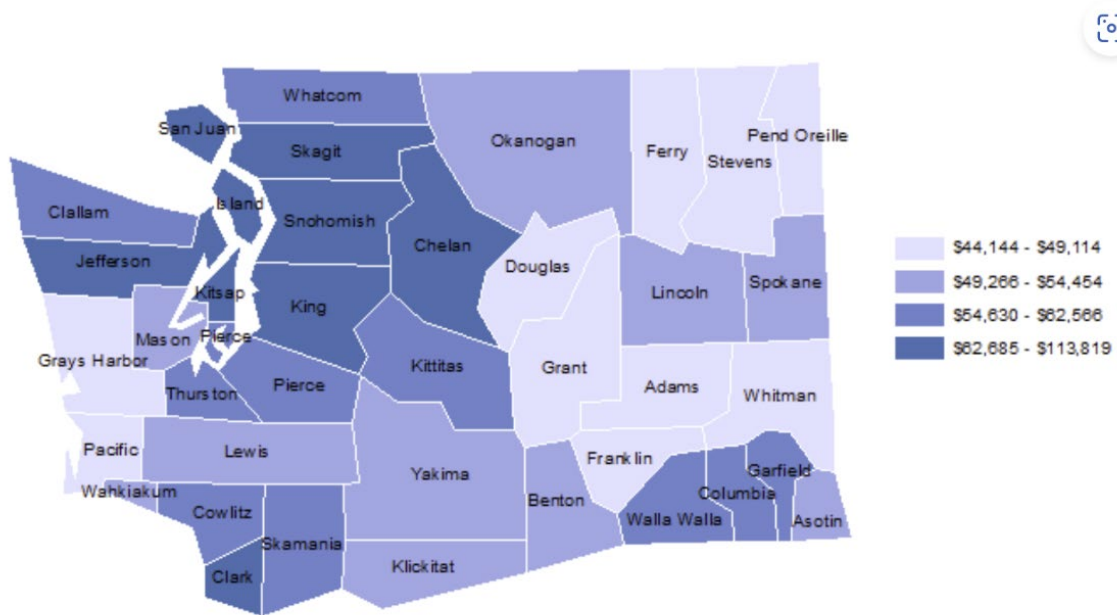 Whatcom
San Juan
Skagit
Okanogan
Ferry
Stevens
Pend Oreille
Island
Clallam
Snohomish
Chelan
Jefferson
Douglas
Kitsap
King
Lincoln
Spokane
Mason
Pierce
Grays Harbor
Kittitas
Grant
Thurston
Pierce
Adams
Whitman
Pacific
Lewis
Yakima
Franklin
Garfield
Wahkiakum
Columbia
Benton
Cowlitz
Walla Walla
Asotin
Skamania
Klickitat
Clark
$44,144 - $49,114
$49,266 - $54,454
$54,630 - $62,566
$62,685 - $113,819